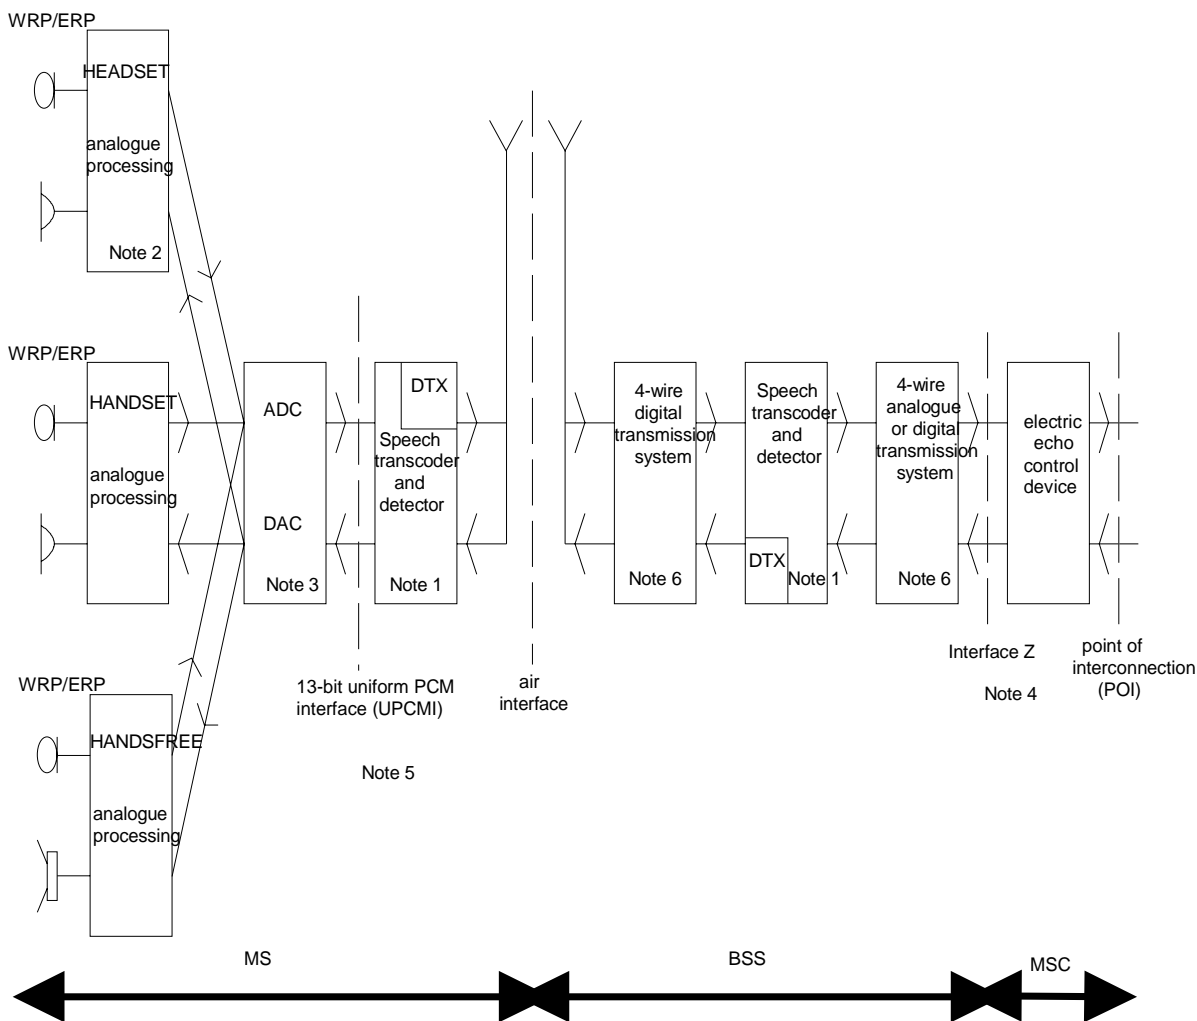 WRP/ERP
HEADSET
analogue
processing
Note 2
WRP/ERP
HANDSET
analogue
processing
ADC
DAC
Note 3
DTX
Speech
transcoder
and
detector
Note 1
4-wire
digital
transmission
system
Note 6
Speech
transcoder
and
detector
DTX
Note 1
4-wire
analogue
or digital
transmission
system
Note 6
electric
echo
control
device
WRP/ERP
HANDSFREE
analogue
processing
13-bit uniform PCM
interface (UPCMI)
Note 5
air
interface
Interface Z
Note 4
point of
interconnection
(POI)
MS
BSS
MSC